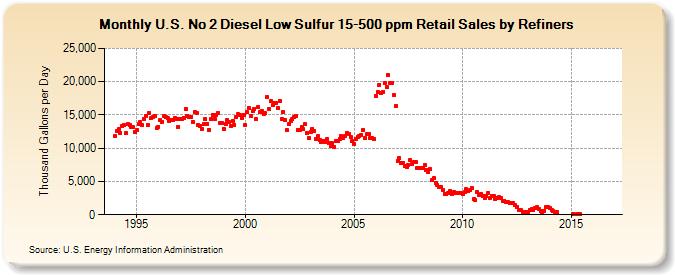 Monthly U.S. No 2 Diesel Low Sulfur 15-500 ppm Retail Sales by Refiners
Thousand Gallons per Day
25,000
20,000
15,000
10,000
5,000
0
1995 2000 2005 2010 2015
Source: U.S. Energy Information Administration